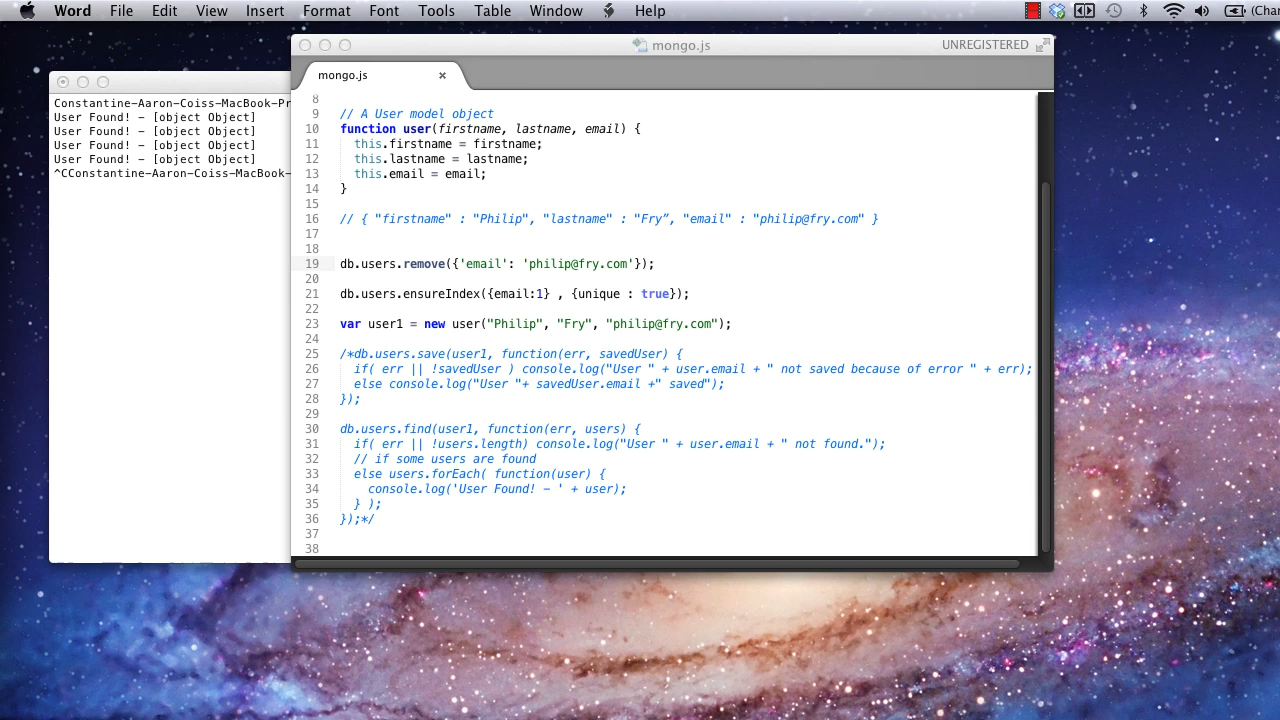 Word File Edit View Insert Format Font Tools Table Window Help (Char
mongo.js UNREGISTERED
mongo.js
Constantine-Aaron-Coiss-MacBook-Pr
User Found! - [object Object]
User Found! - [object Object]
User Found! - [object Object]
User Found! - [object Object]
^CConstantine-Aaron-Coiss-MacBook-
8
9 // A User model object
10 function user(firstname, lastname, email) {
11 this.firstname = firstname;
12 this.lastname = lastname;
13 this.email = email;
14 }
15
16 // { "firstname" : "Philip", "lastname" : "Fry”, "email" : "philip@fry.com" }
17
18
19 db.users.remove({'email': 'philip@fry.com'});
20
21 db.users.ensureIndex({email:1} , {unique : true});
22
23 var user1 = new user("Philip", "Fry", "philip@fry.com");
24
25 /*db.users.save(user1, function(err, savedUser) {
26 if( err || !savedUser ) console.log("User " + user.email + " not saved because of error " + err);
27 else console.log("User "+ savedUser.email +" saved");
28 });
29
30 db.users.find(user1, function(err, users) {
31 if( err || !users.length) console.log("User " + user.email + " not found.");
32 // if some users are found
33 else users.forEach( function(user) {
34 console.log('User Found! - ' + user);
35 } );
36 });*/
37
38